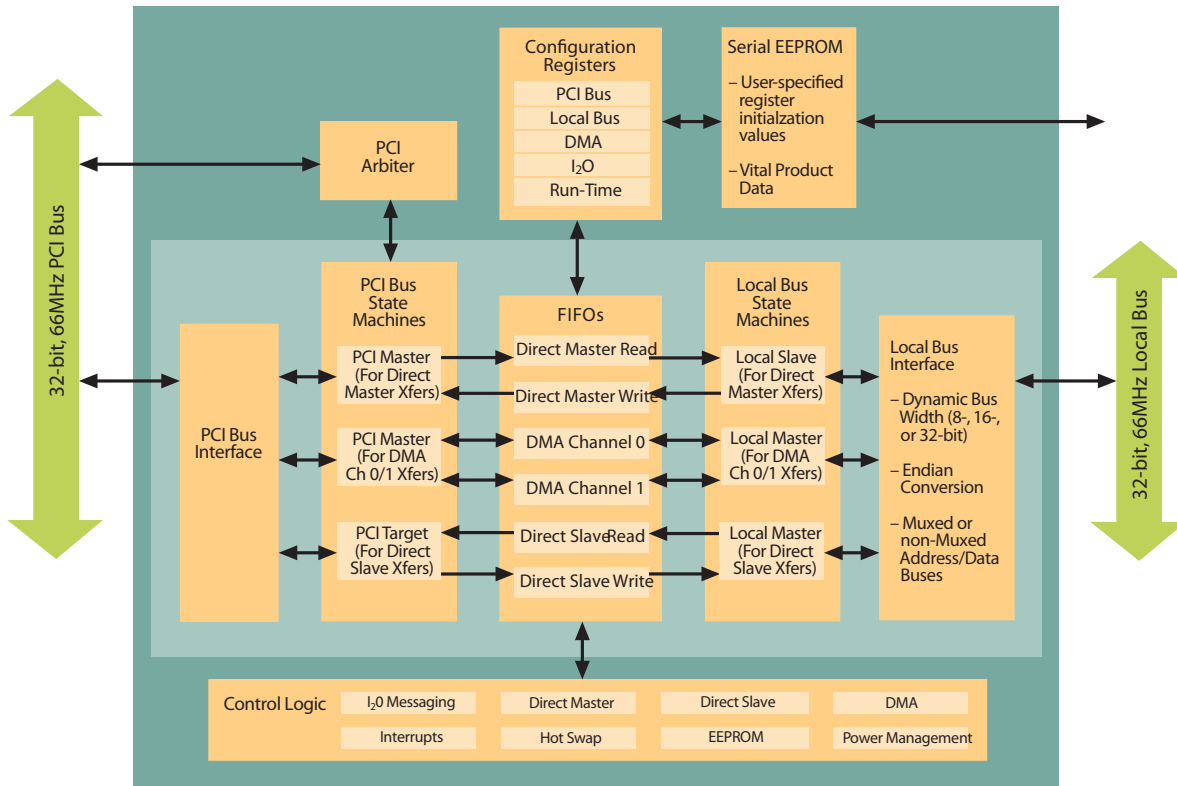 32-bit, 66MHz PCI Bus
PCI
Arbiter
Configuration
Registers
PCI Bus
Local Bus
DMA
I₂O
Run-Time
Serial EEPROM
– User-specified
register
initialzation
values
– Vital Product
Data
PCI Bus
Interface
PCI Bus
State
Machines
PCI Master
(For Direct
Master Xfers)
PCI Master
(For DMA
Ch 0/1 Xfers)
PCI Target
(For Direct
Slave Xfers)
FIFOs
Direct Master Read
Direct Master Write
DMA Channel 0
DMA Channel 1
Direct Slave Read
Direct Slave Write
Local Bus
State
Machines
Local Slave
(For Direct
Master Xfers)
Local Master
(For DMA
Ch 0/1 Xfers)
Local Master
(For Direct
Slave Xfers)
Local Bus
Interface
– Dynamic Bus
Width (8-, 16-,
or 32-bit)
– Endian
Conversion
– Muxed or
non-Muxed
Address/Data
Buses
32-bit, 66MHz Local Bus
Control Logic
I₂0 Messaging
Direct Master
Direct Slave
DMA
Interrupts
Hot Swap
EEPROM
Power Management